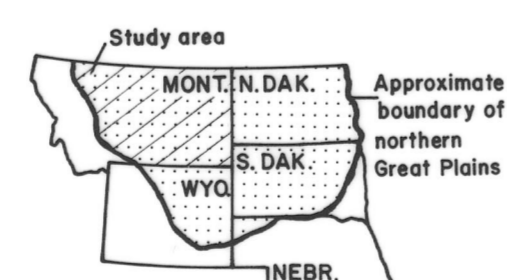 Study area
MONT. N. DAK.
Approximate
boundary of
northern
Great Plains
S. DAK.
WYO.
NEBR.